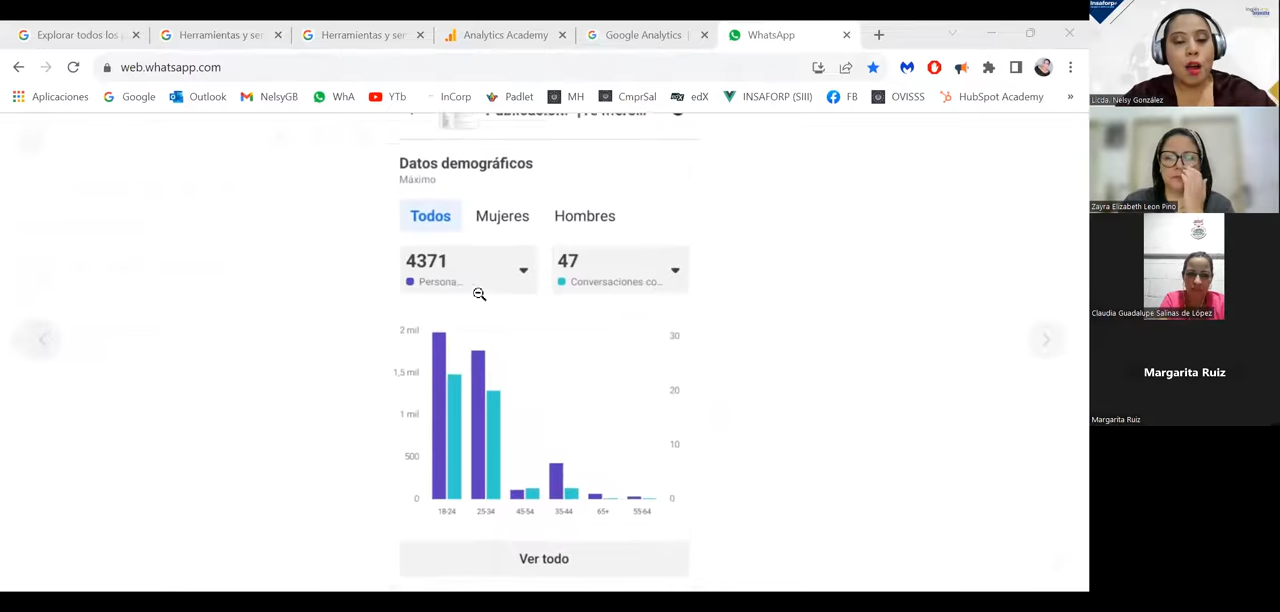 Explorar todos los
Herramientas y ser
Herramientas y ser
Analytics Academy
Google Analytics |
WhatsApp
web.whatsapp.com
Aplicaciones
Google
Outlook
NelsyGB
WhA
YTb
InCorp
Padlet
MH
CmprSal
edX
INSAFORP (SIII)
FB
OVISSS
HubSpot Academy
»
Datos demográficos
Máximo
Todos
Mujeres
Hombres
4371
Persona...
47
Conversaciones co...
2 mil
1,5 mil
1 mil
500
0
30
20
10
0
18-24
25-34
45-54
35-44
65+
55-64
Ver todo
Insaforp
Licda. Nelsy González
Zayra Elizabeth Leon Pino
Claudia Guadalupe Salinas de López
Margarita Ruiz
Margarita Ruiz